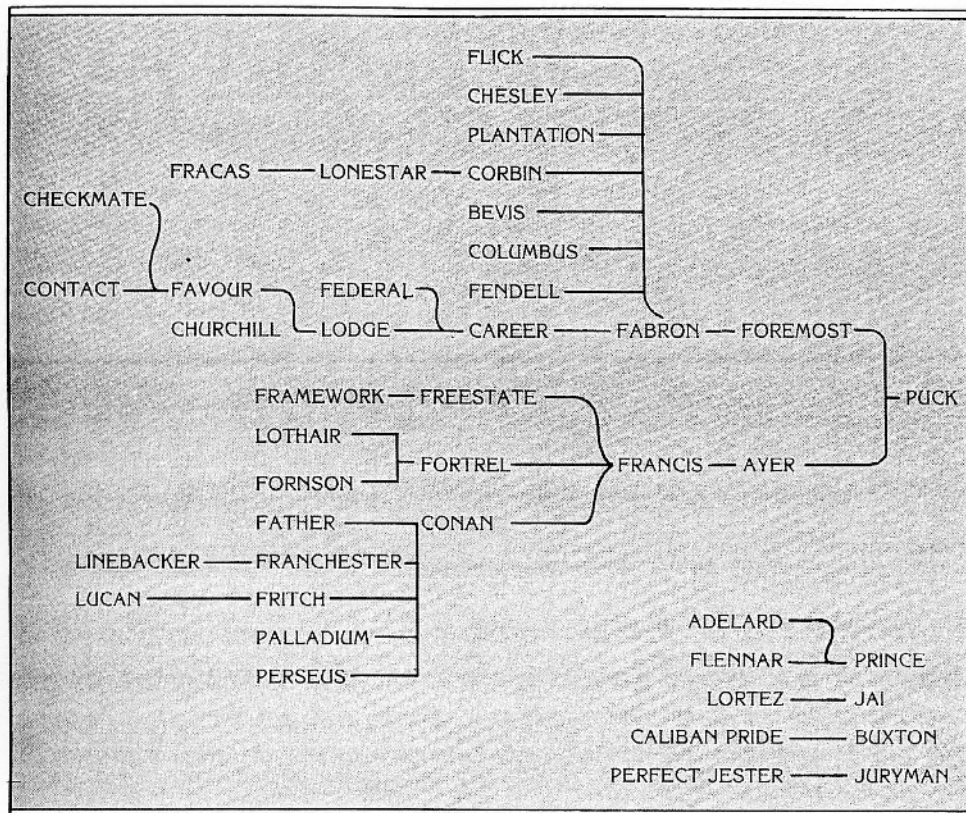 FLICK
CHESLEY
PLANTATION
FRACAS LONESTAR CORBIN
CHECKMATE
BEVIS
COLUMBUS
CONTACT FAVOUR FEDERAL FENDELL
CHURCHILL LODGE CAREER FABRON FOREMOST
FRAMEWORK FREESTATE PUCK
LOTHAIR
FORTREL FRANCIS AYER
FORNSON
FATHER CONAN
LINEBACKER FRANCHESTER
LUCAN FRITCH
ADELARD
PALLADIUM
FLENNAR PRINCE
PERSEUS
LORTEZ JAI
CALIBAN PRIDE BUXTON
PERFECT JESTER JURYMAN